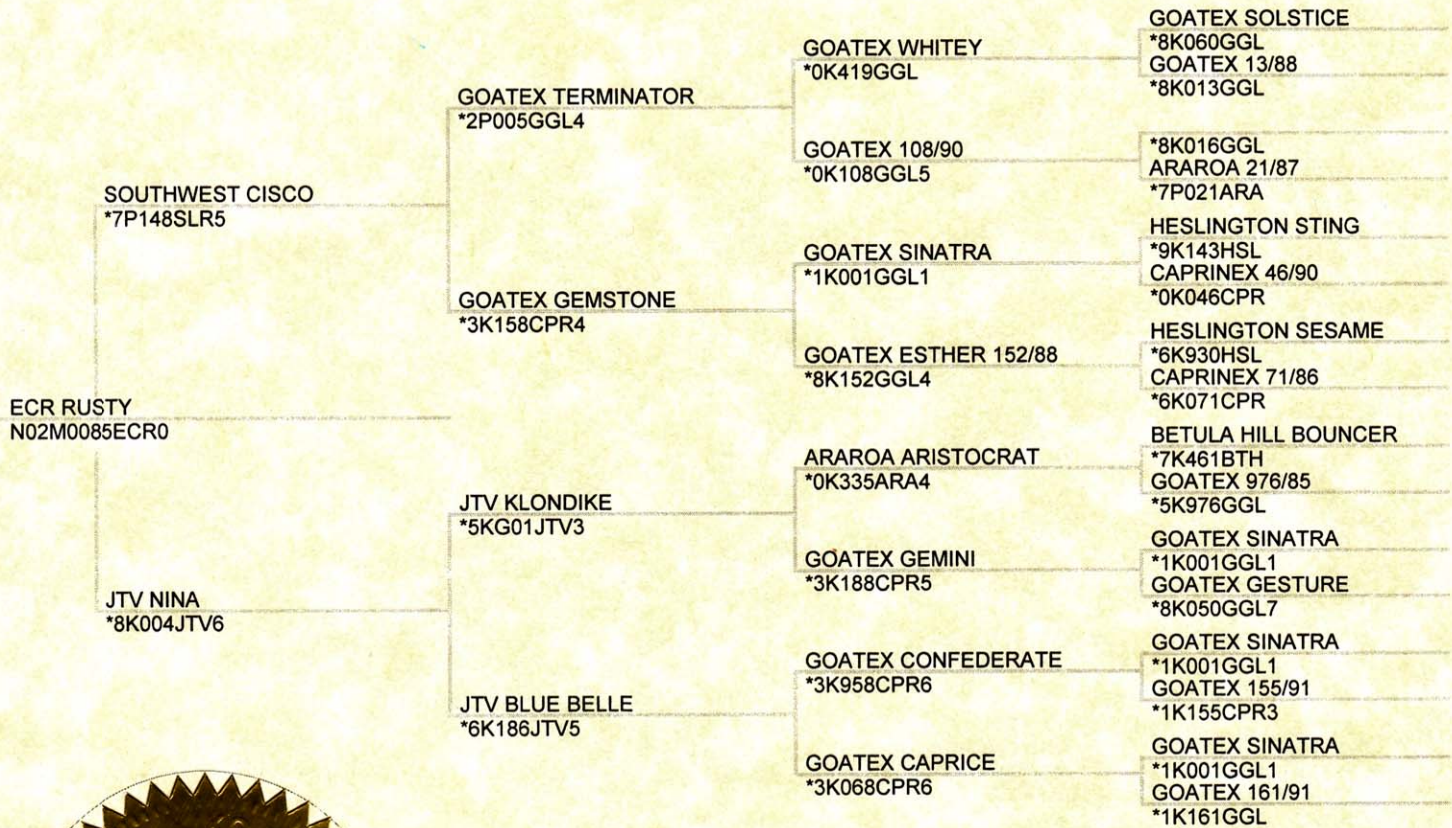 ECR RUSTY
N02M0085ECR0
SOUTHWEST CISCO
*7P148SLR5
JTV NINA
*8K004JTV6
GOATEX TERMINATOR
*2P005GGL4
GOATEX GEMSTONE
*3K158CPR4
JTV KLONDIKE
*5KG01JTV3
JTV BLUE BELLE
*6K186JTV5
GOATEX WHITEY
*0K419GGL
GOATEX 108/90
*0K108GGL5
GOATEX SINATRA
*1K001GGL1
GOATEX ESTHER 152/88
*8K152GGL4
ARAROA ARISTOCRAT
*0K335ARA4
GOATEX GEMINI
*3K188CPR5
GOATEX CONFEDERATE
*3K958CPR6
GOATEX CAPRICE
*3K068CPR6
GOATEX SOLSTICE
*8K060GGL
GOATEX 13/88
*8K013GGL
*8K016GGL
ARAROA 21/87
*7P021ARA
HESLINGTON STING
*9K143HSL
CAPRINEX 46/90
*0K046CPR
HESLINGTON SESAME
*6K930HSL
CAPRINEX 71/86
*6K071CPR
BETULA HILL BOUNCER
*7K461BTH
GOATEX 976/85
*5K976GGL
GOATEX SINATRA
*1K001GGL1
GOATEX GESTURE
*8K050GGL7
GOATEX SINATRA
*1K001GGL1
GOATEX 155/91
*1K155CPR3
GOATEX SINATRA
*1K001GGL1
GOATEX 161/91
*1K161GGL